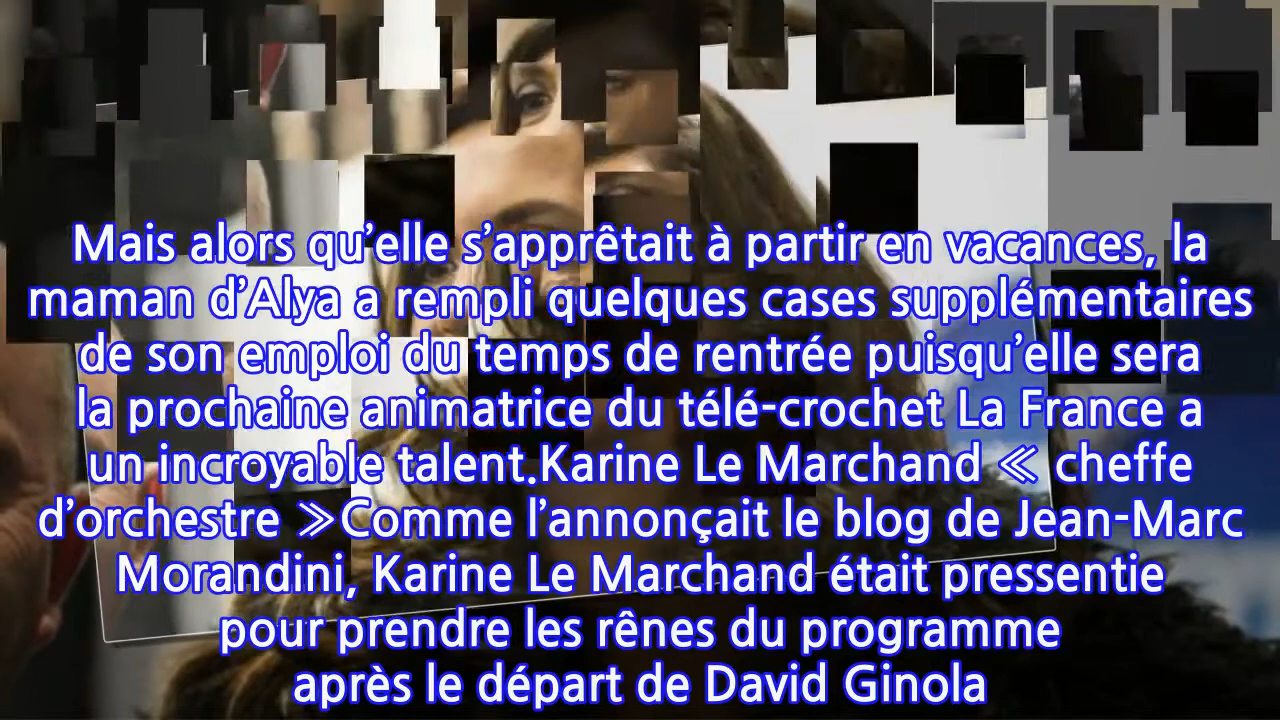 Mais alors qu’elle s’apprêtait à partir en vacances, la
maman d’Alya a rempli quelques cases supplémentaires
de son emploi du temps de rentrée puisqu’elle sera
la prochaine animatrice du télé-crochet La France a
un incroyable talent.Karine Le Marchand ≪ cheffe
d’orchestre ≫Comme l’annonçait le blog de Jean-Marc
Morandini, Karine Le Marchand était pressentie
pour prendre les rênes du programme
après le départ de David Ginola